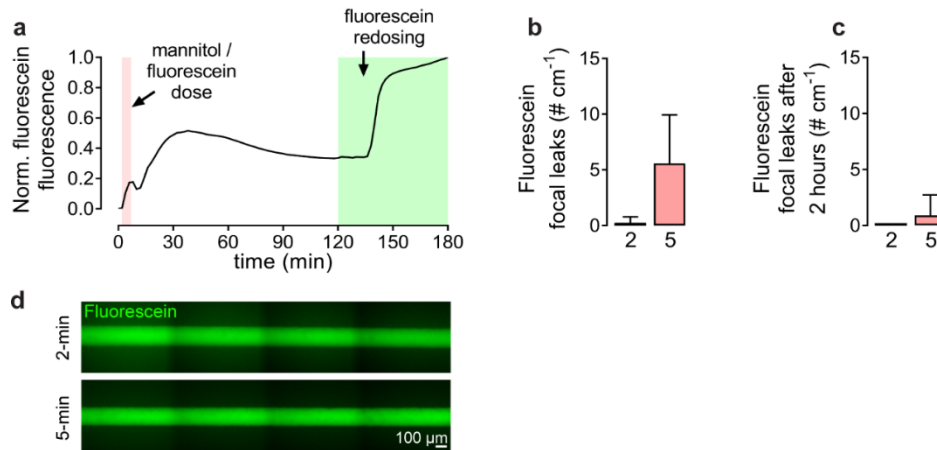 a
mannitol /
fluorescein
dose
fluorescein
redosing
Norm. fluorescein
fluorescence
1.0
0.8
0.6
0.4
0.2
0.0
0 30 60 90 120 150 180
time (min)
b
Fluorescein
focal leaks (# cm⁻¹)
15
10
5
0
2 5
c
Fluorescein
focal leaks after
2 hours (# cm⁻¹)
15
10
5
0
2 5
d
Fluorescein
2-min
5-min
100 µm